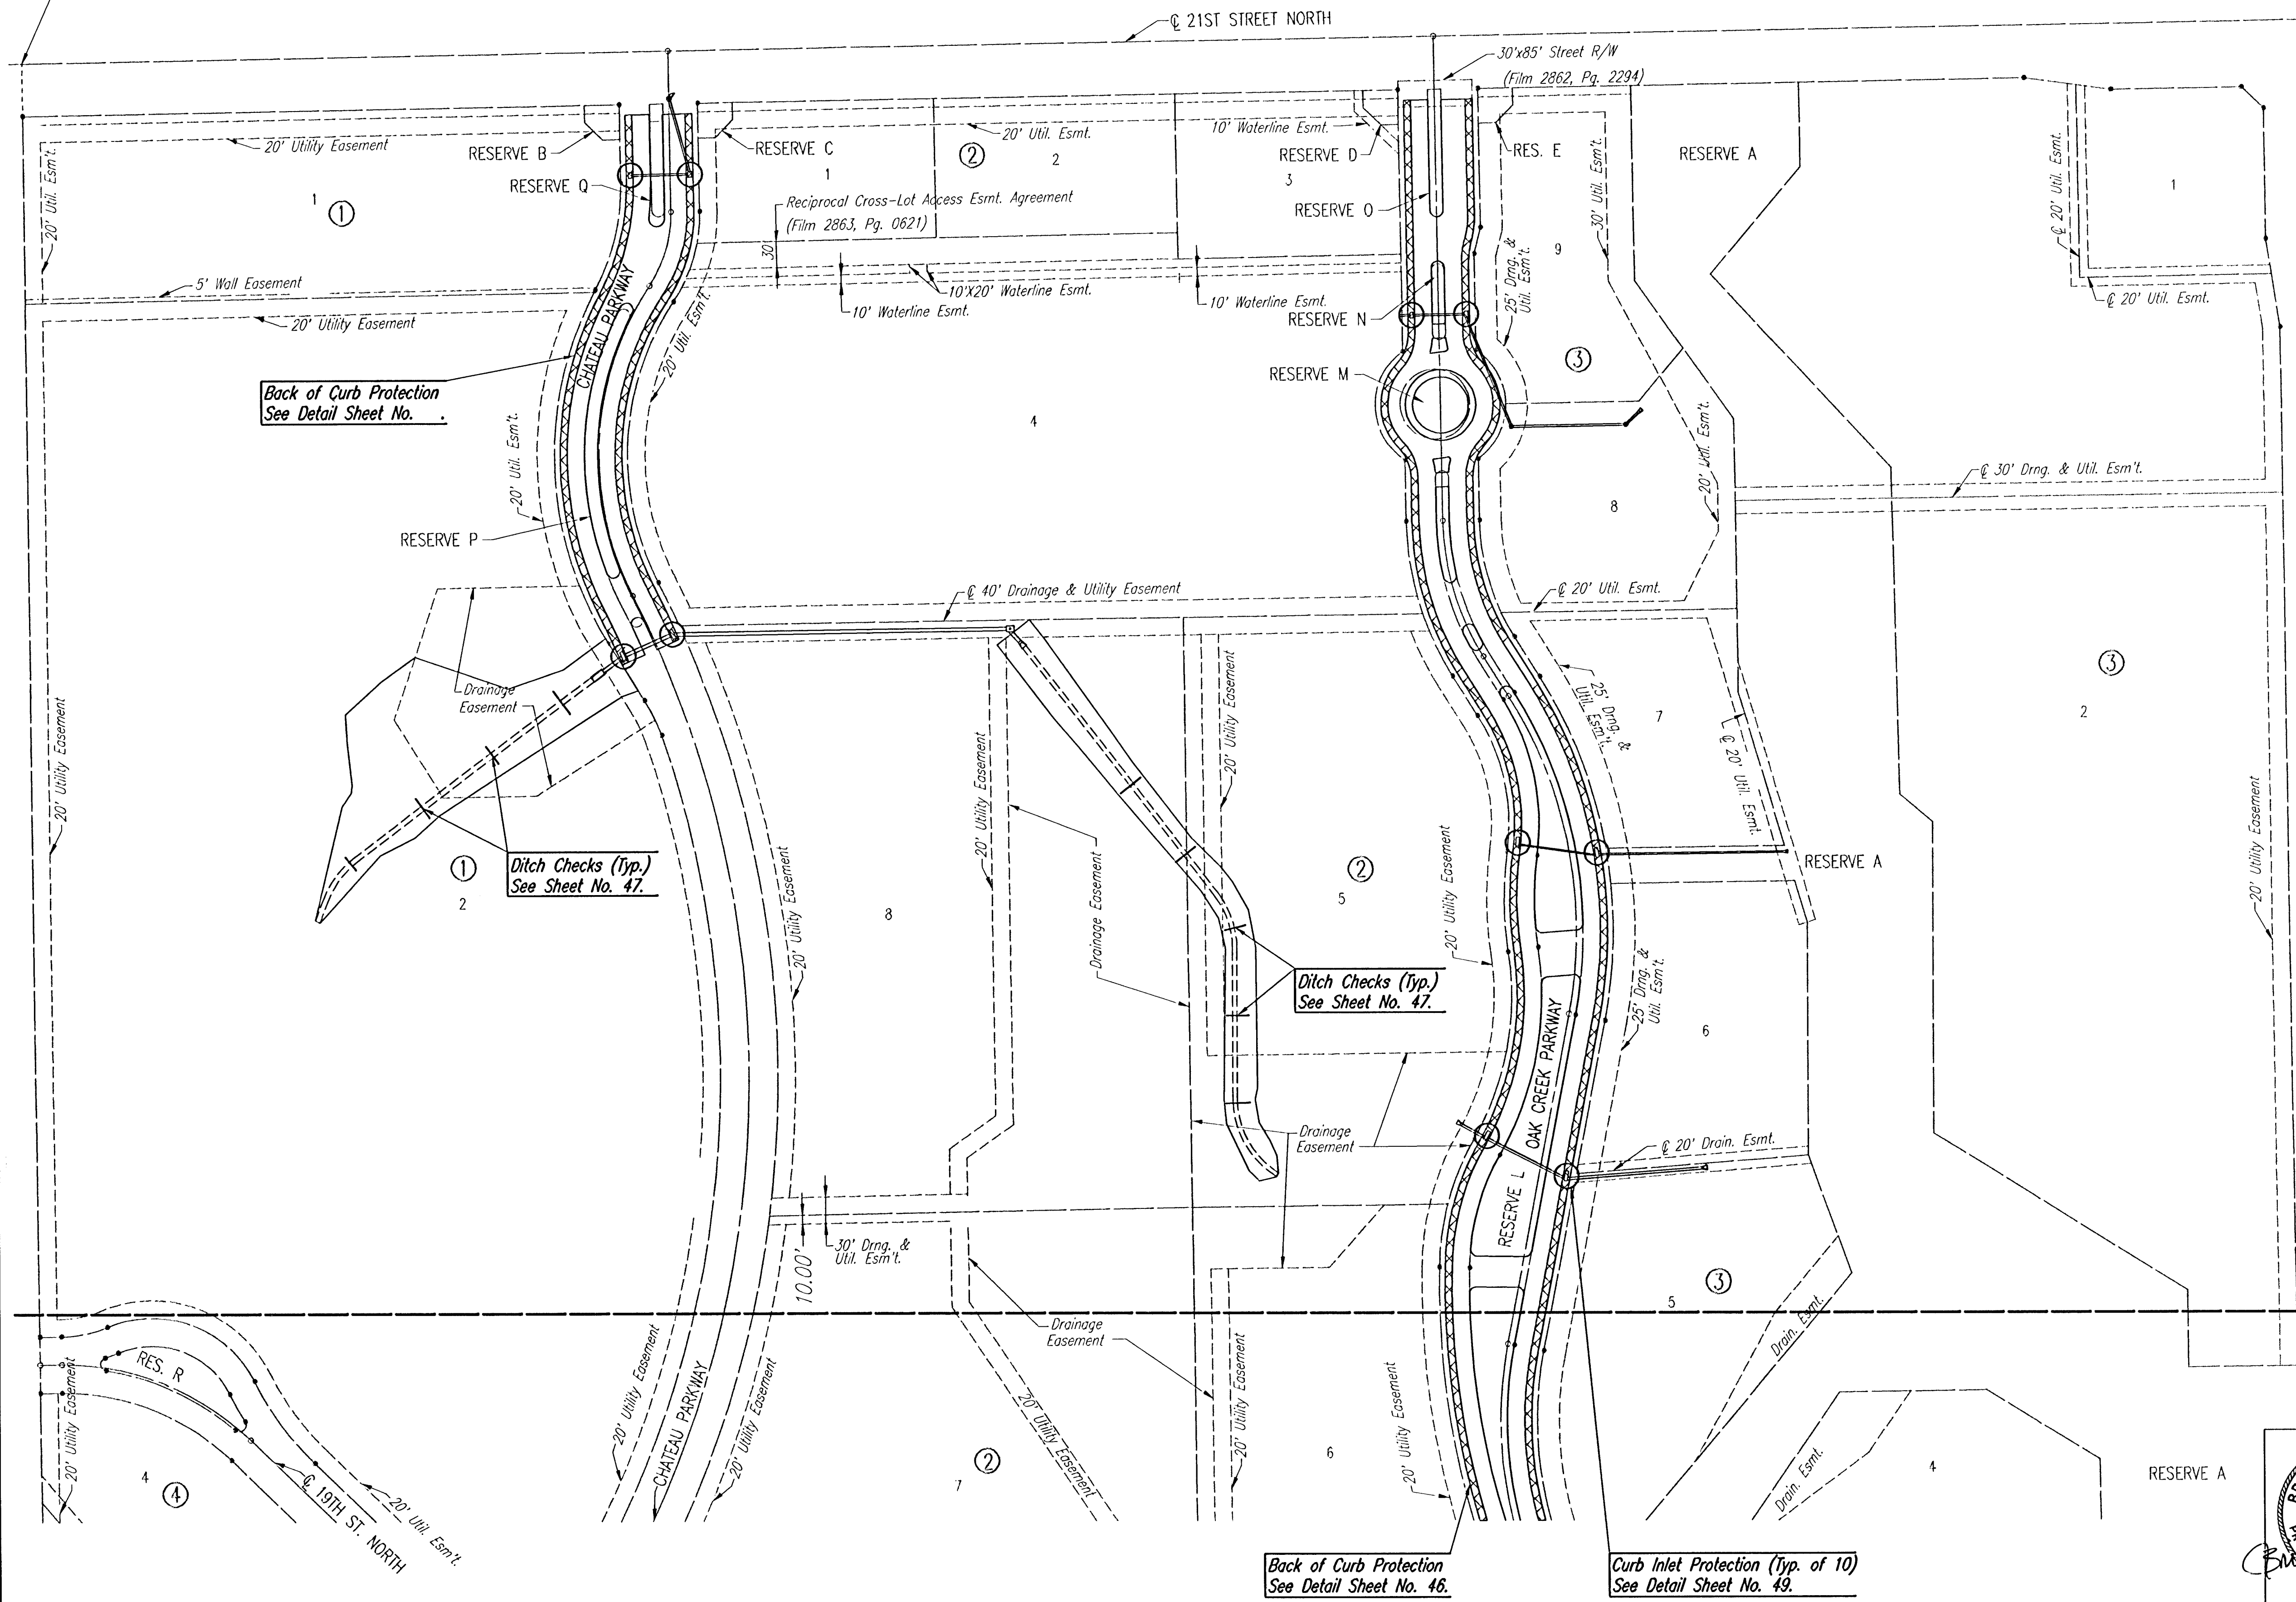 ℄ 21ST STREET NORTH
30'x85' Street R/W
(Film 2862, Pg. 2294)
20' Utility Easement
RESERVE B
RESERVE C
20' Util. Esmt.
10' Waterline Esmt.
RESERVE D
RES. E
RESERVE A
20' Util. Esm't.
RESERVE Q
1
1
1
2
2
3
Reciprocal Cross-Lot Access Esmt. Agreement
(Film 2863, Pg. 0621)
RESERVE O
30' Util. Esm't.
℄ 20' Util. Esmt.
1
30'
9
25' Drng. &
Util. Esm't.
5' Wall Easement
20' Utility Easement
CHATEAU PARKWAY
20' Util. Esm't.
10'X20' Waterline Esmt.
10' Waterline Esmt.
10' Waterline Esmt.
RESERVE N
℄ 20' Util. Esmt.
3
RESERVE M
Back of Curb Protection
See Detail Sheet No.   .
4
20' Util. Esm't.
20' Util. Esm't.
℄ 30' Drng. & Util. Esm't.
8
RESERVE P
℄ 40' Drainage & Utility Easement
℄ 20' Util. Esmt.
Drainage
Easement
20' Utility Easement
20' Utility Easement
20' Utility Easement
25' Drng. &
Util. Esm't.
7
℄ 20' Util. Esmt.
3
2
20' Utility Easement
Ditch Checks (Typ.)
See Sheet No. 47.
1
2
20' Utility Easement
8
Drainage Easement
2
5
20' Utility Easement
RESERVE A
Ditch Checks (Typ.)
See Sheet No. 47.
25' Drng. &
Util. Esm't.
6
OAK CREEK PARKWAY
Drainage
Easement
℄ 20' Drain. Esmt.
RESERVE L
30' Drng. &
Util. Esm't.
10.00'
3
5
Drain. Esmt.
Drainage
Easement
RES. R
20' Utility Easement
20' Utility Easement
CHATEAU PARKWAY
20' Utility Easement
20' Utility Easement
20' Utility Easement
20' Utility Easement
4
4
℄ 19TH ST. NORTH
20' Util. Esm't.
2
7
6
Drain. Esmt.
4
RESERVE A
Back of Curb Protection
See Detail Sheet No. 46.
Curb Inlet Protection (Typ. of 10)
See Detail Sheet No. 49.